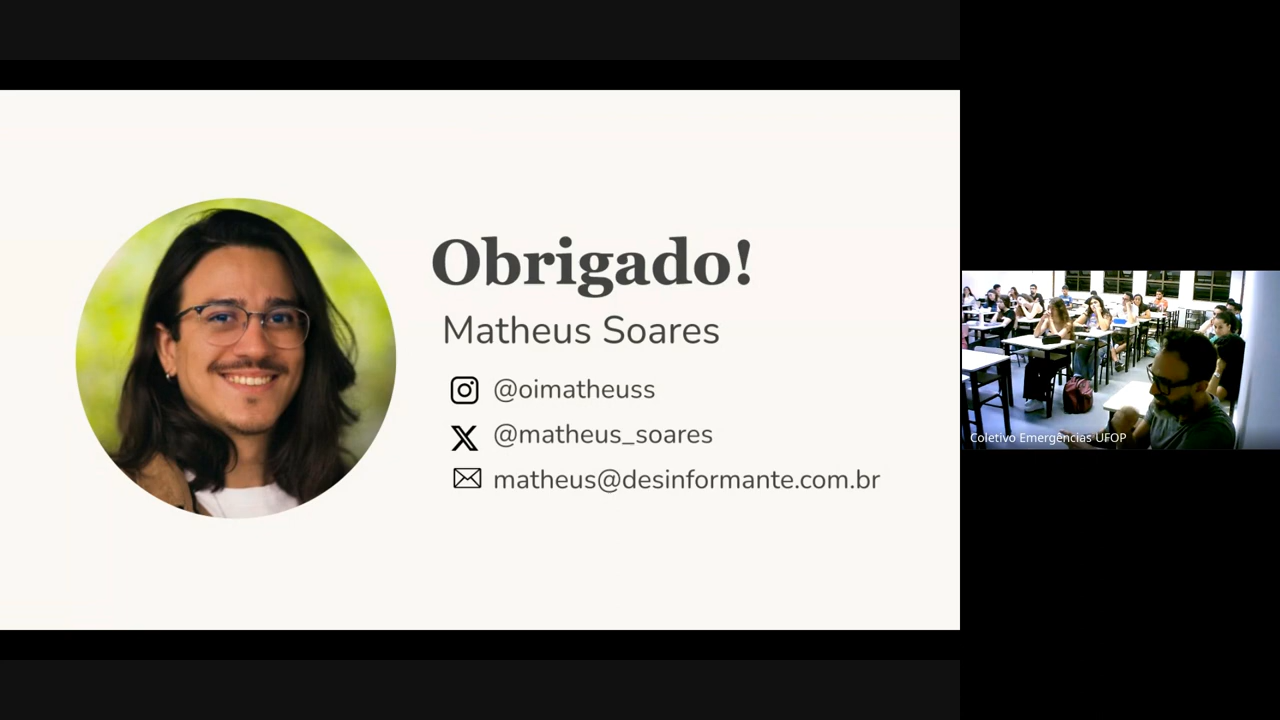 Obrigado!
Matheus Soares
@oimatheuss
@matheus_soares
matheus@desinformante.com.br
Coletivo Emergências UFOP